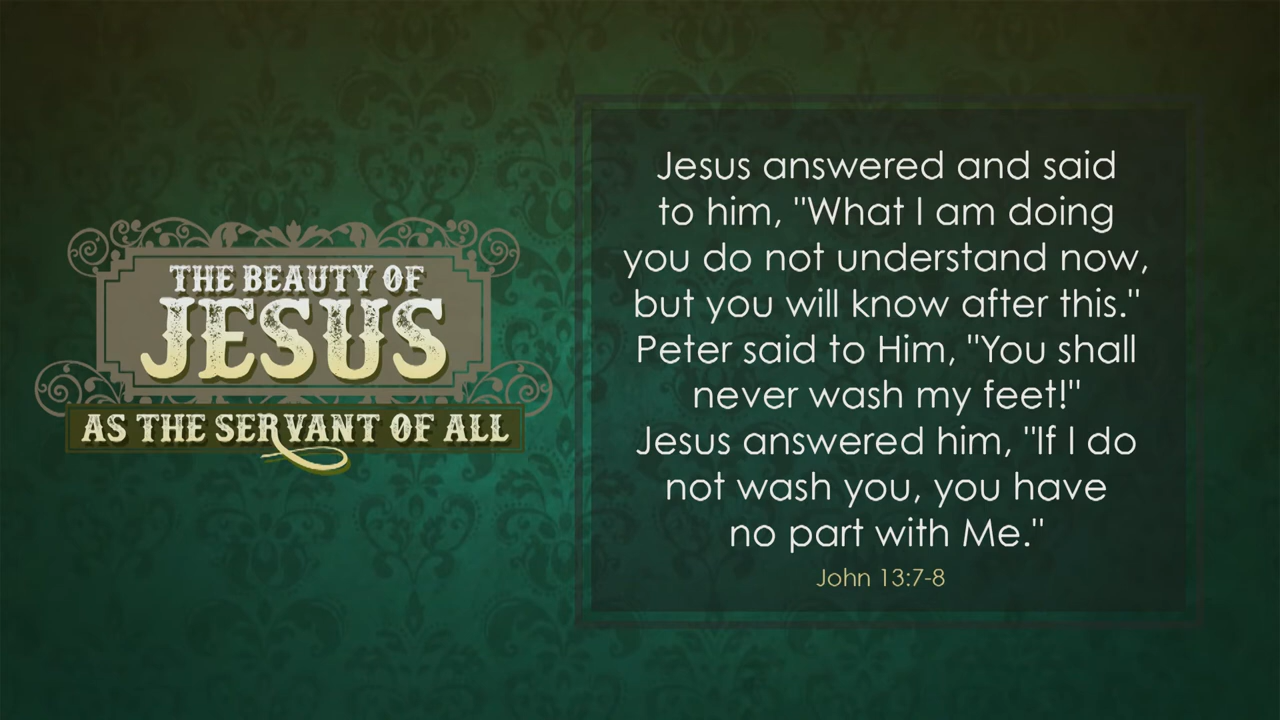 THE BEAUTY OF
JESUS
AS THE SERVANT OF ALL
Jesus answered and said
to him, "What I am doing
you do not understand now,
but you will know after this."
Peter said to Him, "You shall
never wash my feet!"
Jesus answered him, "If I do
not wash you, you have
no part with Me."
John 13:7-8